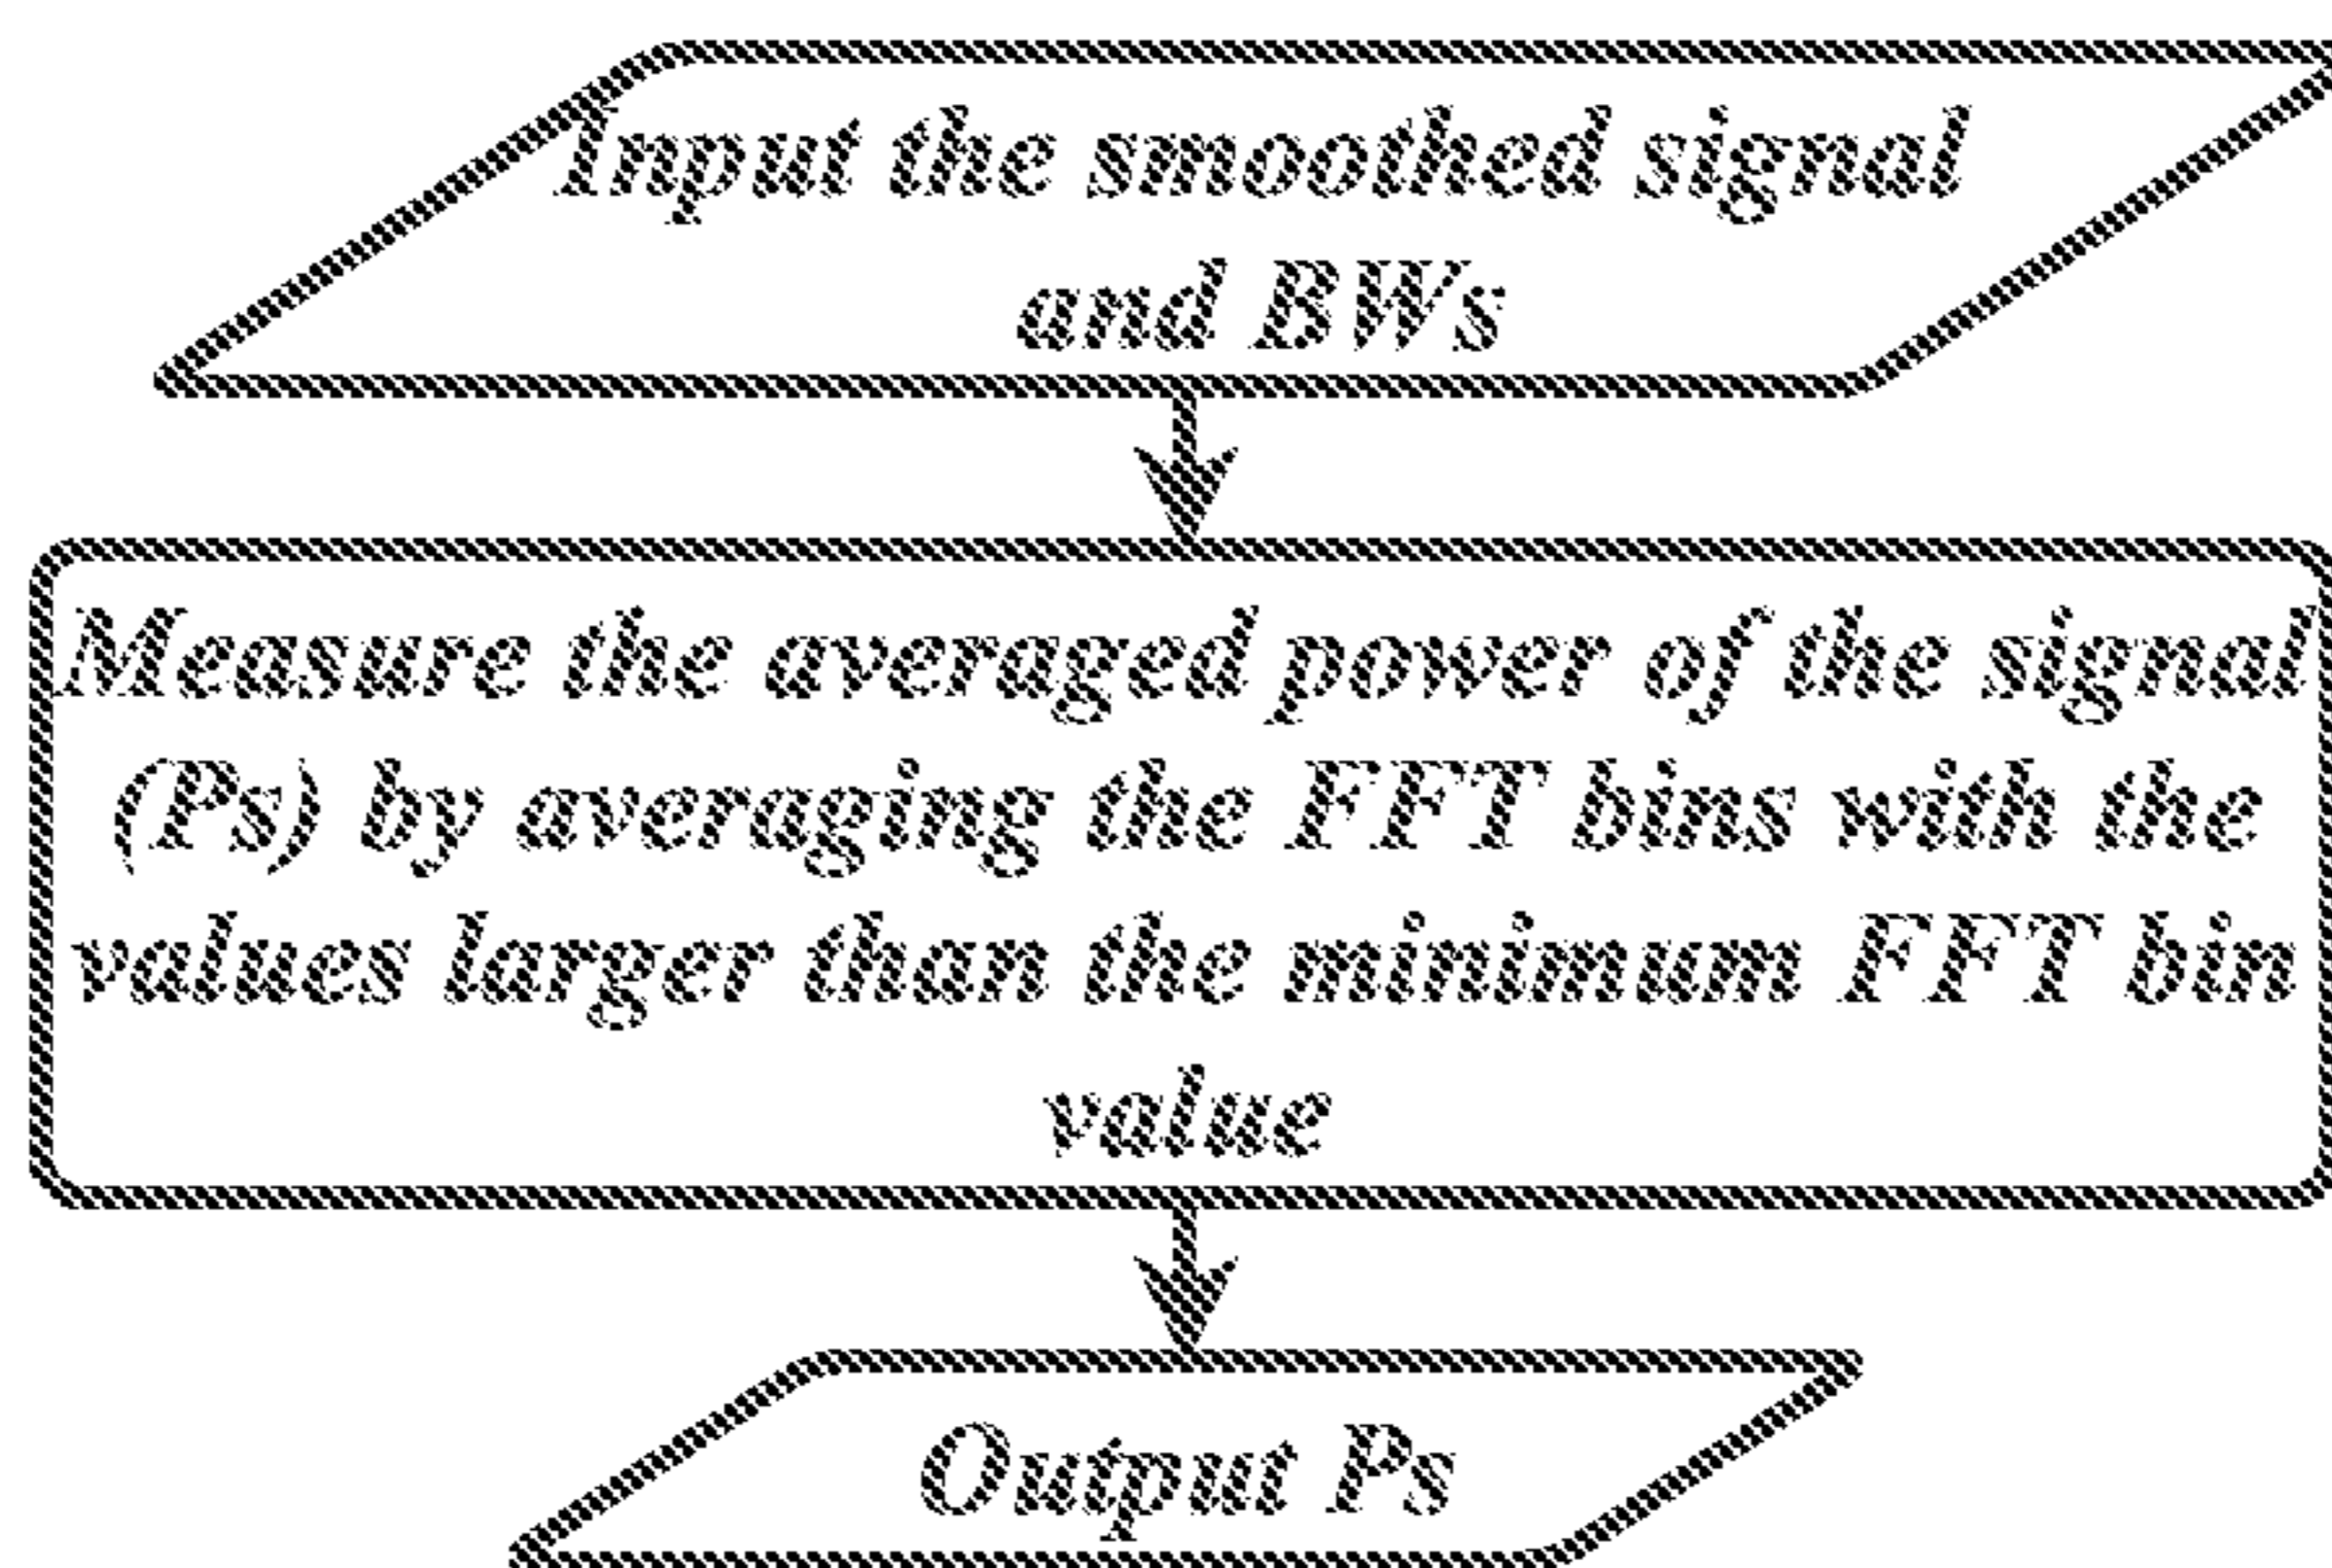 Input the smoothed signal
and BWs
Measure the averaged power of the signal
(Ps) by averaging the FFT bins with the
values larger than the minimum FFT bin
value
Output Ps